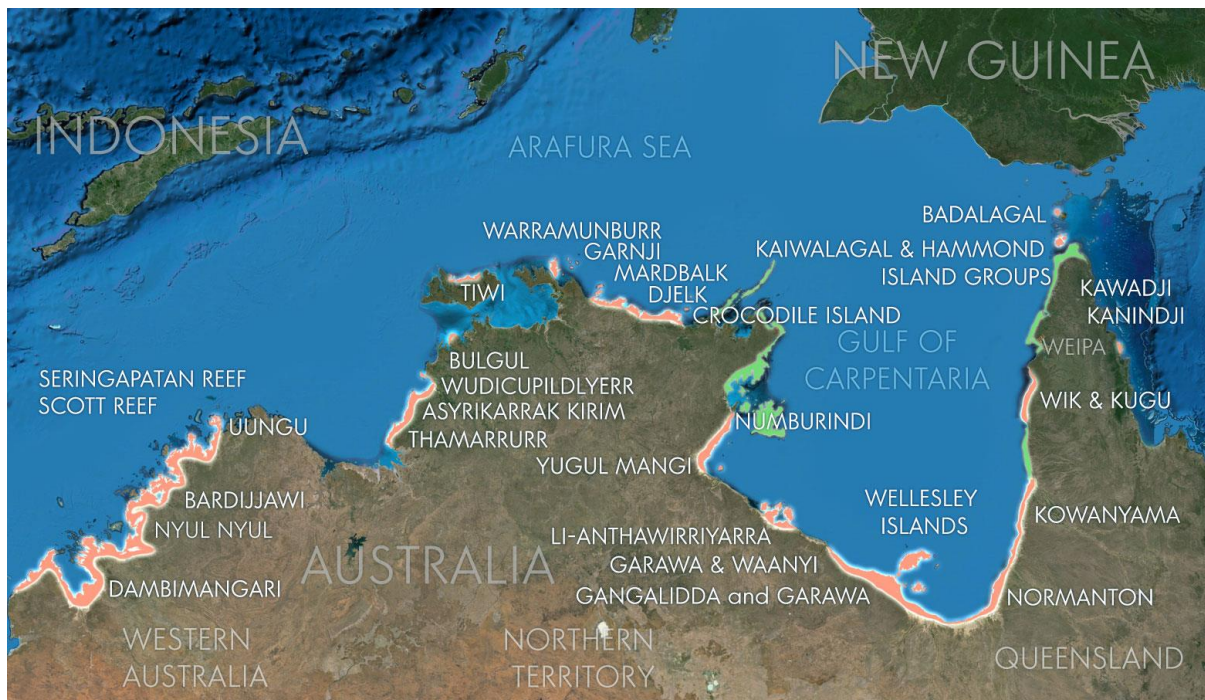 NEW GUINEA
INDONESIA
ARAFURA SEA
BADALAGAL
WARRAMUNBURR
GARNJI
KAIWALAGAL & HAMMOND
ISLAND GROUPS
MARDBALK
DJELK
TIWI
KAWADJI
KANINDJI
CROCODILE ISLAND
GULF OF
CARPENTARIA
WEIPA
BULGUL
SERINGAPATAN REEF
SCOTT REEF
WUDICUPILDLYERR
ASYRIKARRAK KIRIM
WIK & KUGU
UUNGU
THAMARRURR
NUMBURINDI
YUGUL MANGI
BARDIJJAWI
WELLESLEY
ISLANDS
KOWANYAMA
NYUL NYUL
LI-ANTHAWIRRIYARRA
AUSTRALIA
GARAWA & WAANYI
DAMBIMANGARI
GANGALIDDA and GARAWA
NORMANTON
WESTERN
AUSTRALIA
NORTHERN
TERRITORY
QUEENSLAND